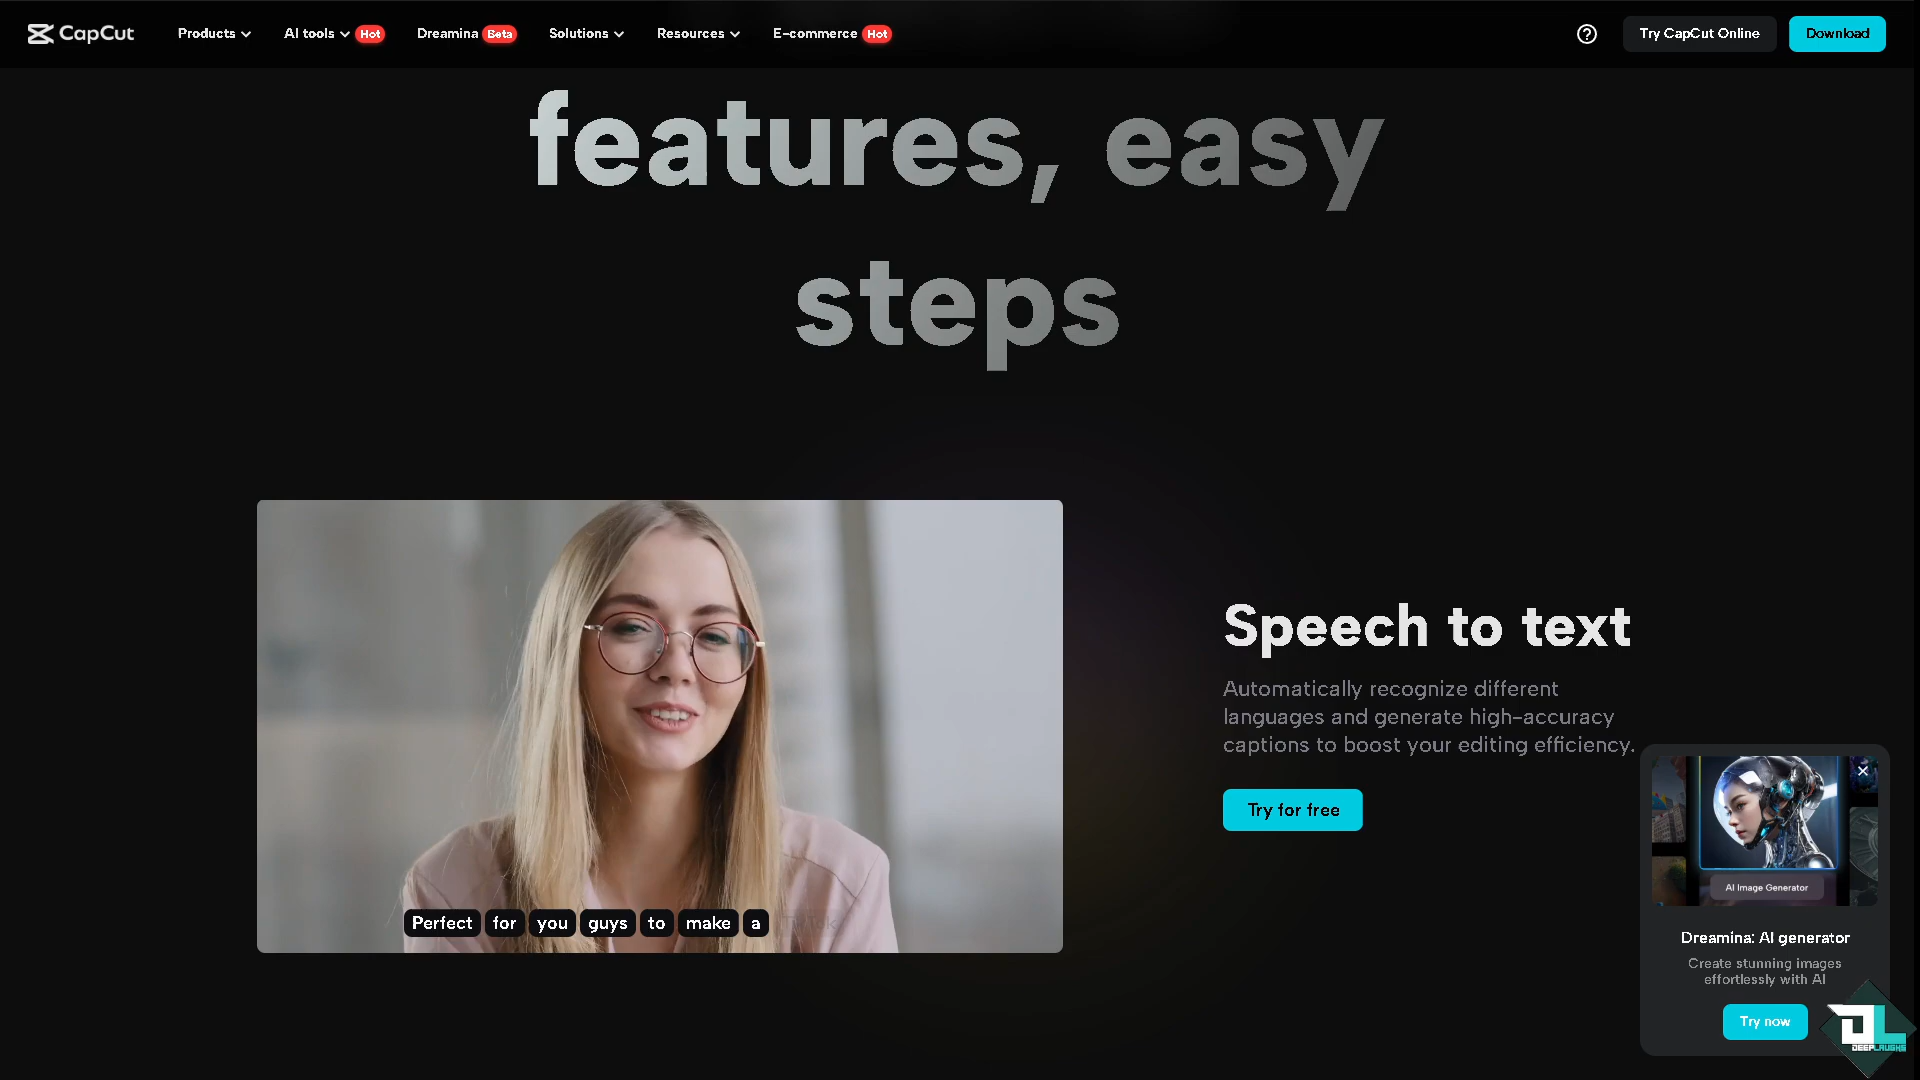 CapCut Products AI tools Hot Dreamina Beta Solutions Resources E-commerce Hot Try CapCut Online Download
features, easy
steps
Perfect for you guys to make a
Speech to text
Automatically recognize different
languages and generate high-accuracy
captions to boost your editing efficiency.
Try for free
AI Image Generator
Dreamina: AI generator
Create stunning images
effortlessly with AI
Try now
DEEPLAUGHS